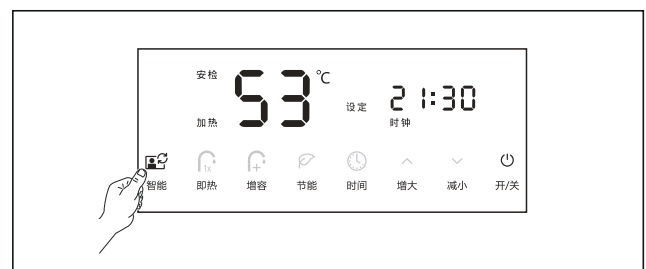 安检
53℃
21:30
设定
加热
时钟
1x
智能 即热 增容 节能 时间 增大 减小 开/关